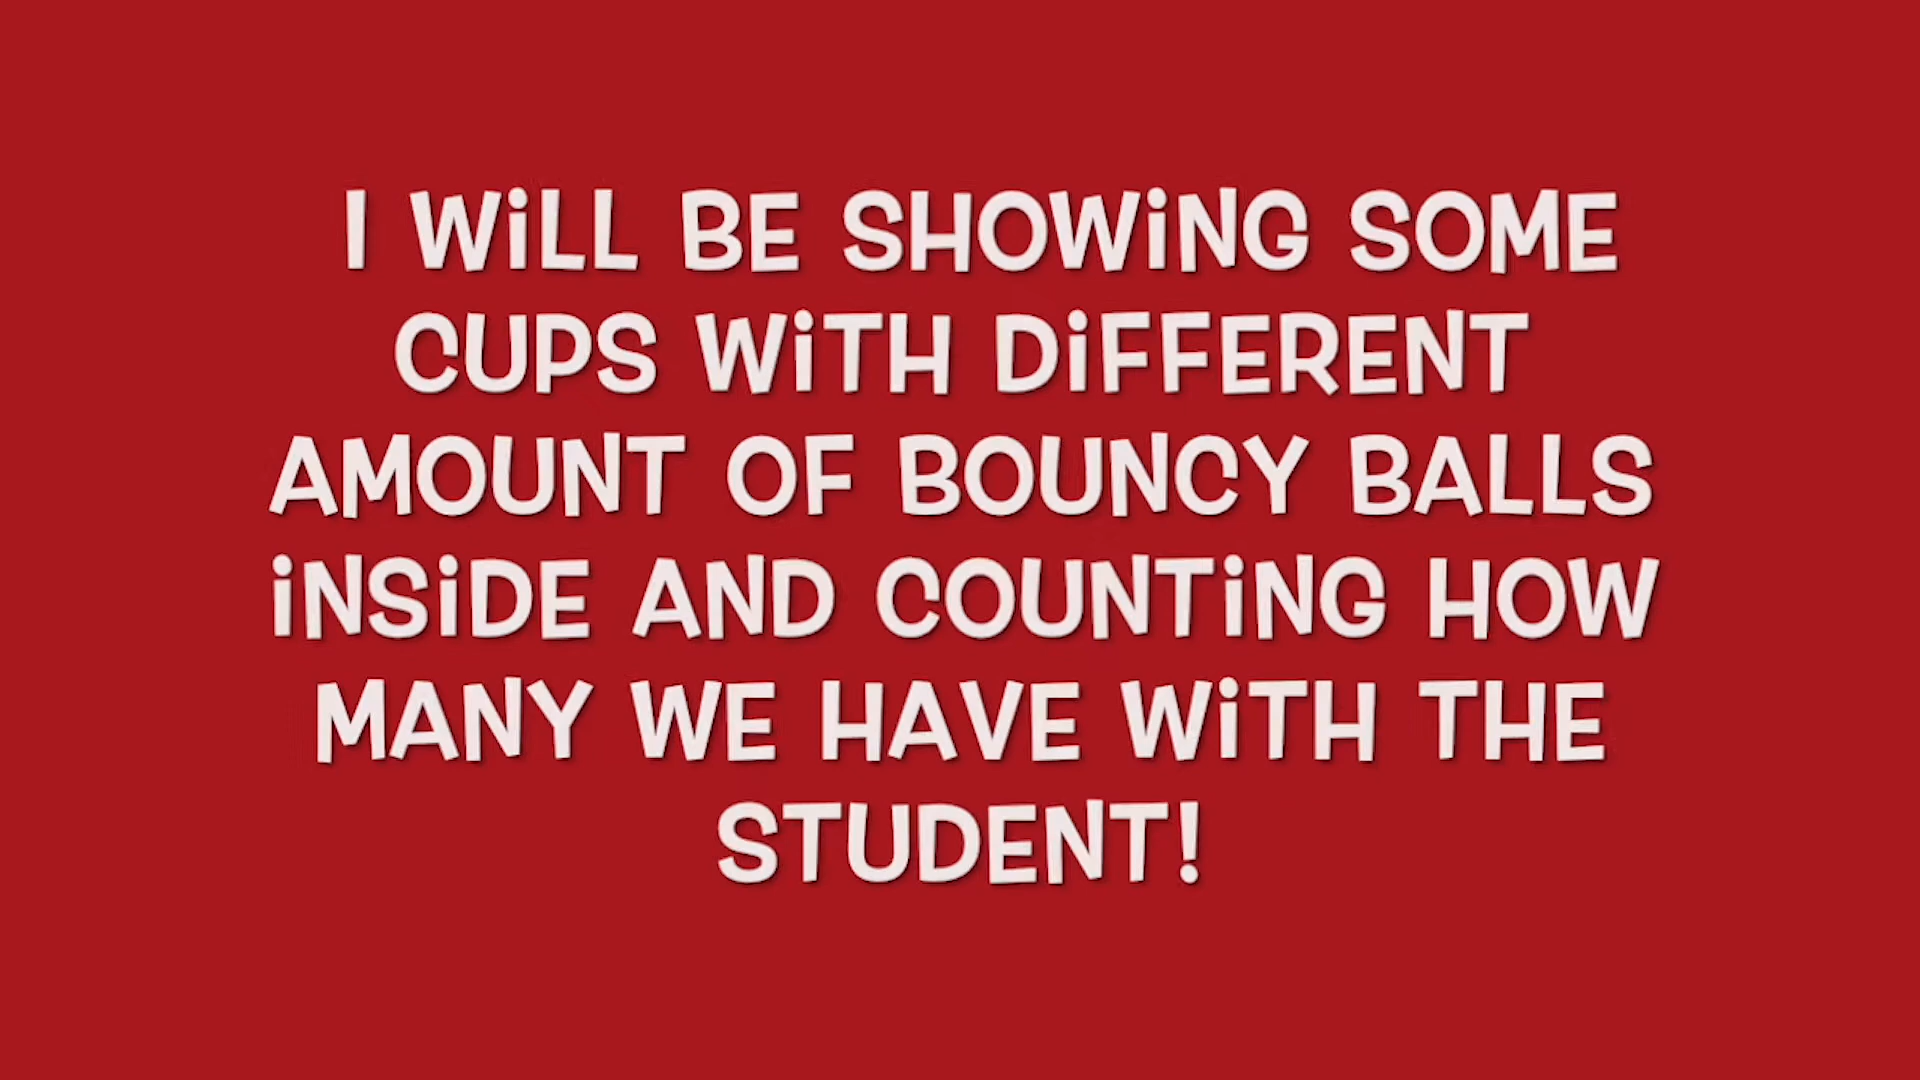 I WiLL BE SHOWiNG SOME
CUPS WiTH DiFFERENT
AMOUNT OF BOUNCY BALLS
iNSiDE AND COUNTiNG HOW
MANY WE HAVE WiTH THE
STUDENT!